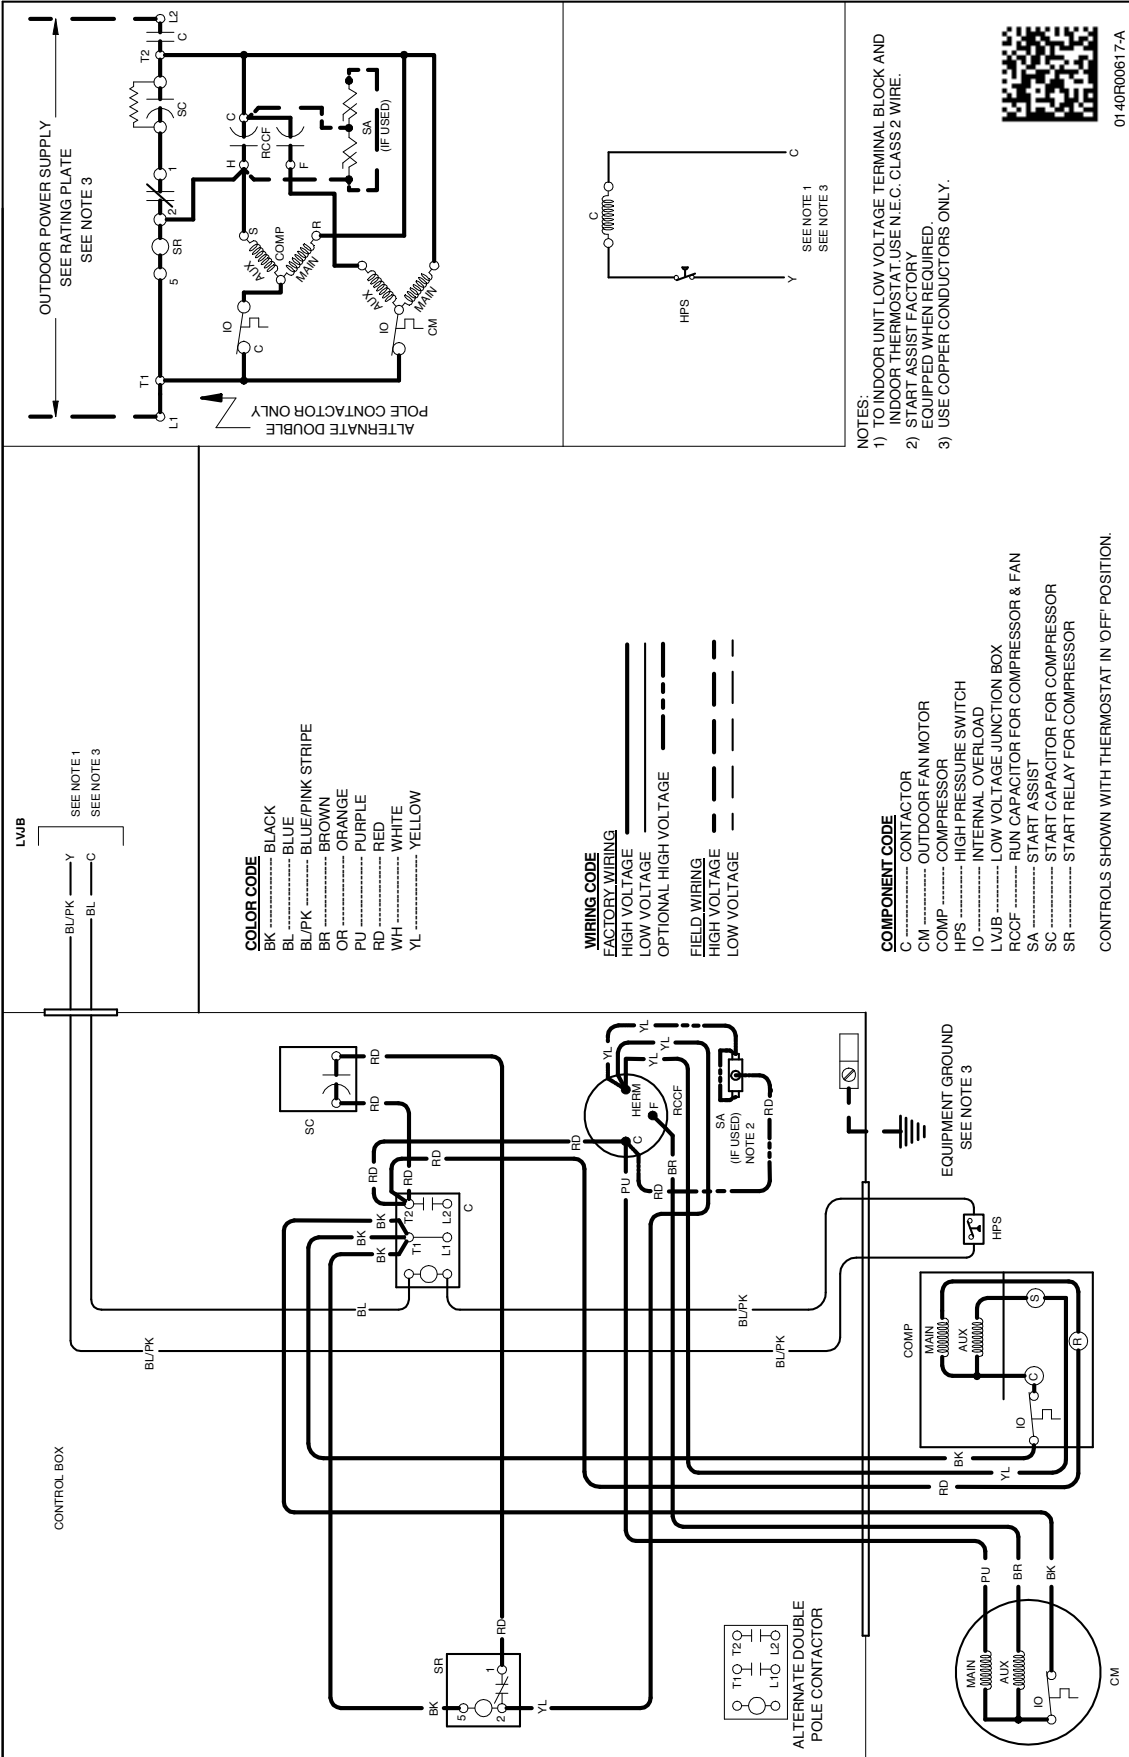 CONTROL BOX
LVJB
Y
C
BL/PK
BL
SEE NOTE 1
SEE NOTE 3
BL/PK
BL
SC
RD
RD
RD
RD
RD
BK
BK
BK
T2
T1
L2
L1
C
BL/PK
BL/PK
SR
5
2
1
BK
RD
YL
RD
PU
RD
BR
C
F
HERM
RCCF
YL
YL
YL
YL
SA
(IF USED)
NOTE 2
RD
ALTERNATE DOUBLE
POLE CONTACTOR
T1
T2
L1
L2
HPS
EQUIPMENT GROUND
SEE NOTE 3
COMP
MAIN
AUX
IO
C
S
R
BK
YL
RD
PU
BR
BK
MAIN
AUX
IO
CM
COLOR CODE
BK ---------- BLACK
BL ---------- BLUE
BL/PK ------- BLUE/PINK STRIPE
BR ---------- BROWN
OR ---------- ORANGE
PU ---------- PURPLE
RD ---------- RED
WH ---------- WHITE
YL ---------- YELLOW
WIRING CODE
FACTORY WIRING
HIGH VOLTAGE
LOW VOLTAGE
OPTIONAL HIGH VOLTAGE
FIELD WIRING
HIGH VOLTAGE
LOW VOLTAGE
COMPONENT CODE
C ---------- CONTACTOR
CM ---------- OUTDOOR FAN MOTOR
COMP ------- COMPRESSOR
HPS -------- HIGH PRESSURE SWITCH
IO ---------- INTERNAL OVERLOAD
LVJB -------- LOW VOLTAGE JUNCTION BOX
RCCF ------- RUN CAPACITOR FOR COMPRESSOR & FAN
SA ---------- START ASSIST
SC ---------- START CAPACITOR FOR COMPRESSOR
SR ---------- START RELAY FOR COMPRESSOR
CONTROLS SHOWN WITH THERMOSTAT IN 'OFF' POSITION.
OUTDOOR POWER SUPPLY
SEE RATING PLATE
SEE NOTE 3
L1
T1
5
SR
2
1
SC
T2
C
L2
ALTERNATE DOUBLE
POLE CONTACTOR ONLY
C
IO
AUX
S
COMP
MAIN
R
H
C
RCCF
F
SA
(IF USED)
IO
CM
AUX
MAIN
C
HPS
Y
C
SEE NOTE 1
SEE NOTE 3
NOTES:
1) TO INDOOR UNIT LOW VOLTAGE TERMINAL BLOCK AND
INDOOR THERMOSTAT.USE N.E.C. CLASS 2 WIRE.
2) START ASSIST FACTORY
EQUIPPED WHEN REQUIRED.
3) USE COPPER CONDUCTORS ONLY.
0140R00617-A